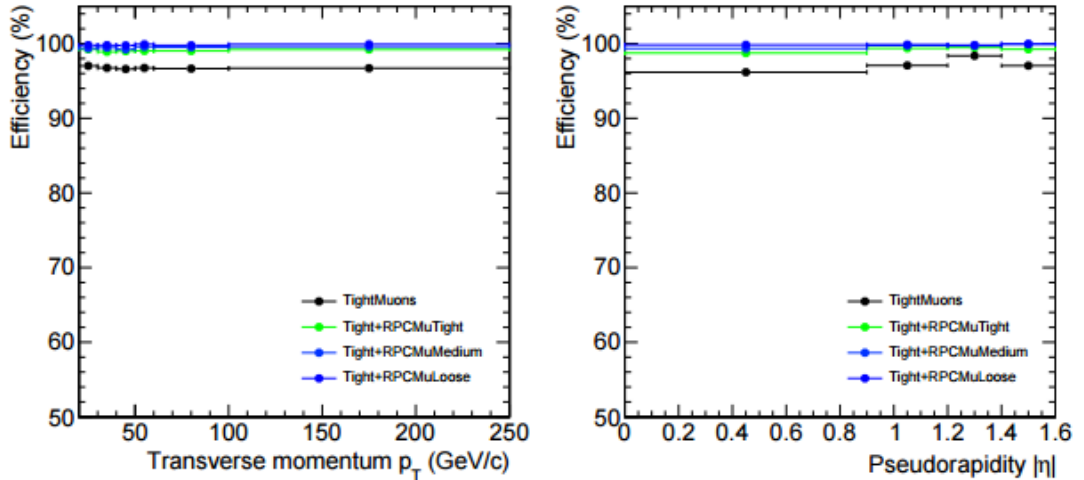 Efficiency (%)
100
90
80
70
60
50
TightMuons
Tight+RPCMuTight
Tight+RPCMuMedium
Tight+RPCMuLoose
50 100 150 200 250
Transverse momentum p_T (GeV/c)
Efficiency (%)
100
90
80
70
60
50
TightMuons
Tight+RPCMuTight
Tight+RPCMuMedium
Tight+RPCMuLoose
0 0.2 0.4 0.6 0.8 1 1.2 1.4 1.6
Pseudorapidity |η|